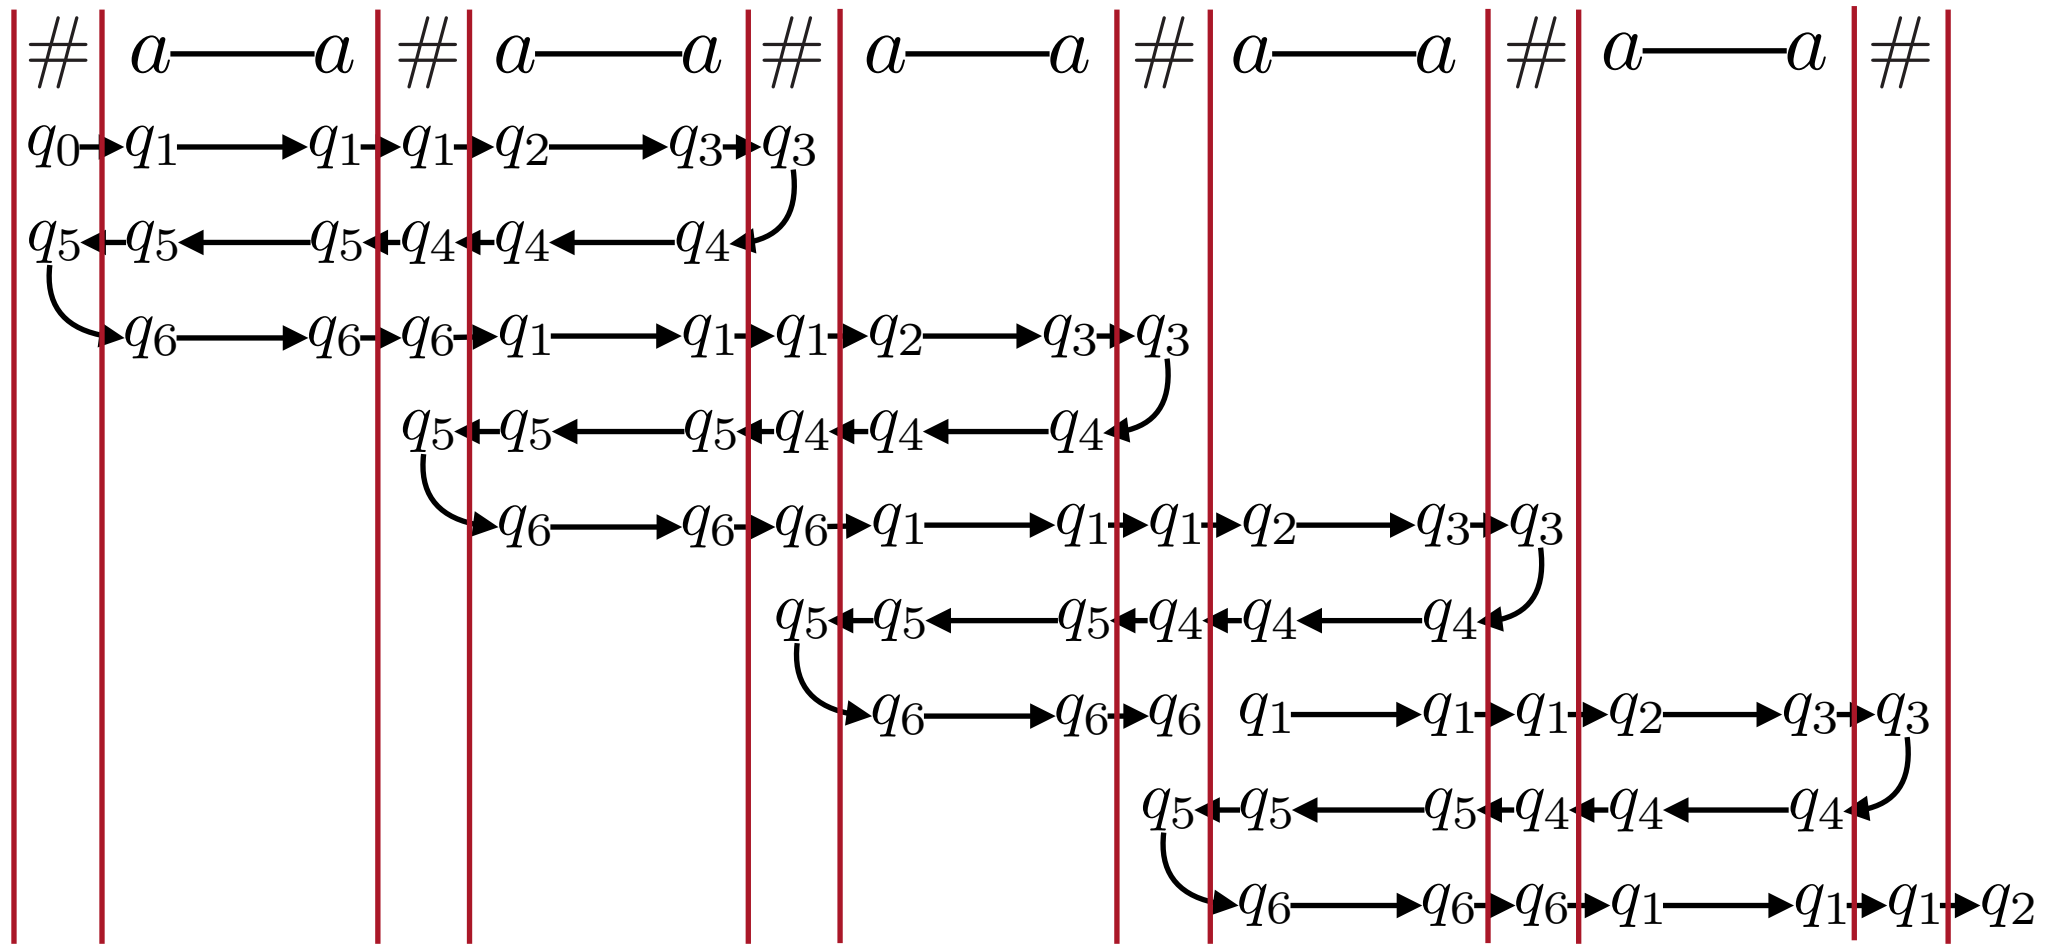 # a a # a a # a a # a a # a a #
q₀ q₁ q₁ q₁ q₂ q₃ q₃
q₅ q₅ q₅ q₄ q₄ q₄
q₆ q₆ q₆ q₁ q₁ q₁ q₂ q₃ q₃
q₅ q₅ q₅ q₄ q₄ q₄
q₆ q₆ q₆ q₁ q₁ q₁ q₂ q₃ q₃
q₅ q₅ q₅ q₄ q₄ q₄
q₆ q₆ q₆ q₁ q₁ q₁ q₂ q₃ q₃
q₅ q₅ q₅ q₄ q₄ q₄
q₆ q₆ q₆ q₁ q₁ q₁ q₂